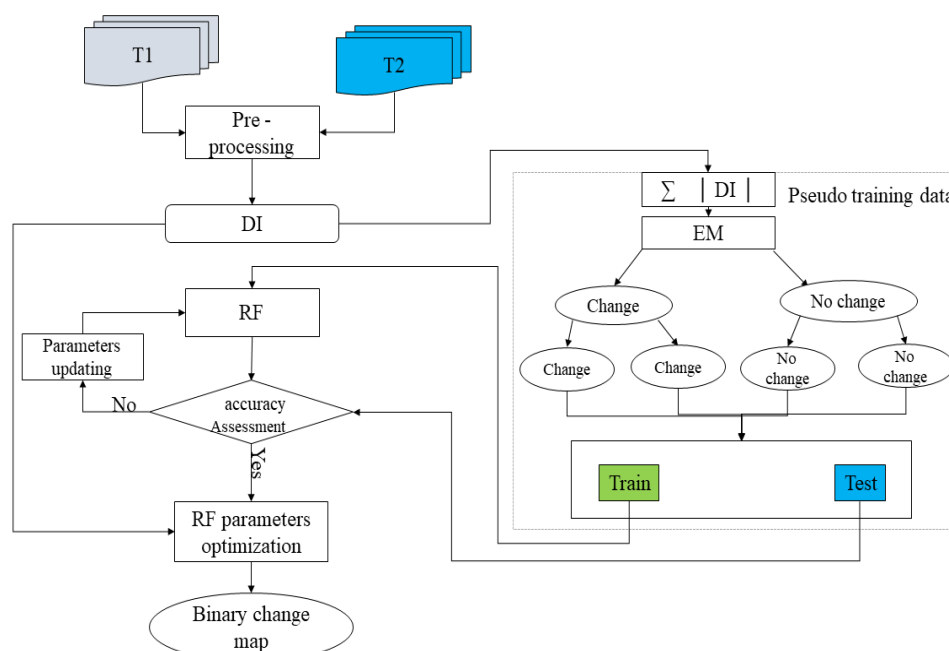 T1
T2
Pre -
processing
DI
∑ | DI |
Pseudo training data
EM
Change
No change
Change
Change
No
change
No
change
RF
Parameters
updating
No
accuracy
Assessment
Yes
Train
Test
RF parameters
optimization
Binary change
map